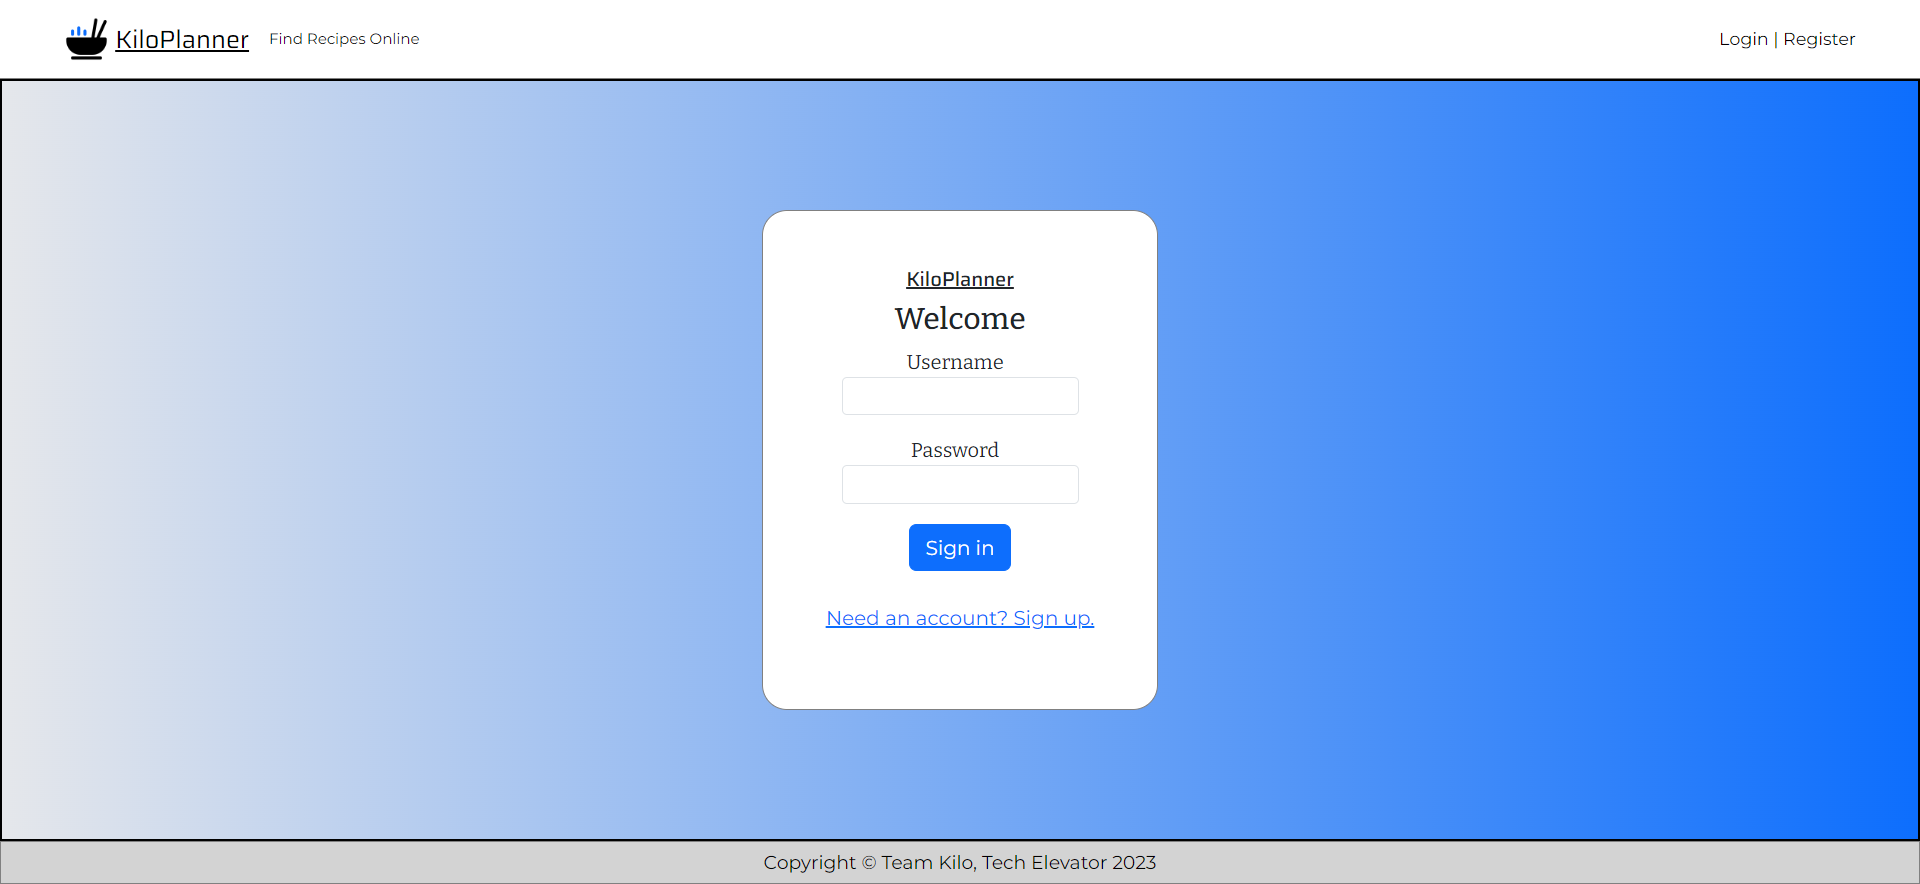 KiloPlanner Find Recipes Online Login | Register
KiloPlanner
Welcome
Username
Password
Sign in
Need an account? Sign up.
Copyright © Team Kilo, Tech Elevator 2023